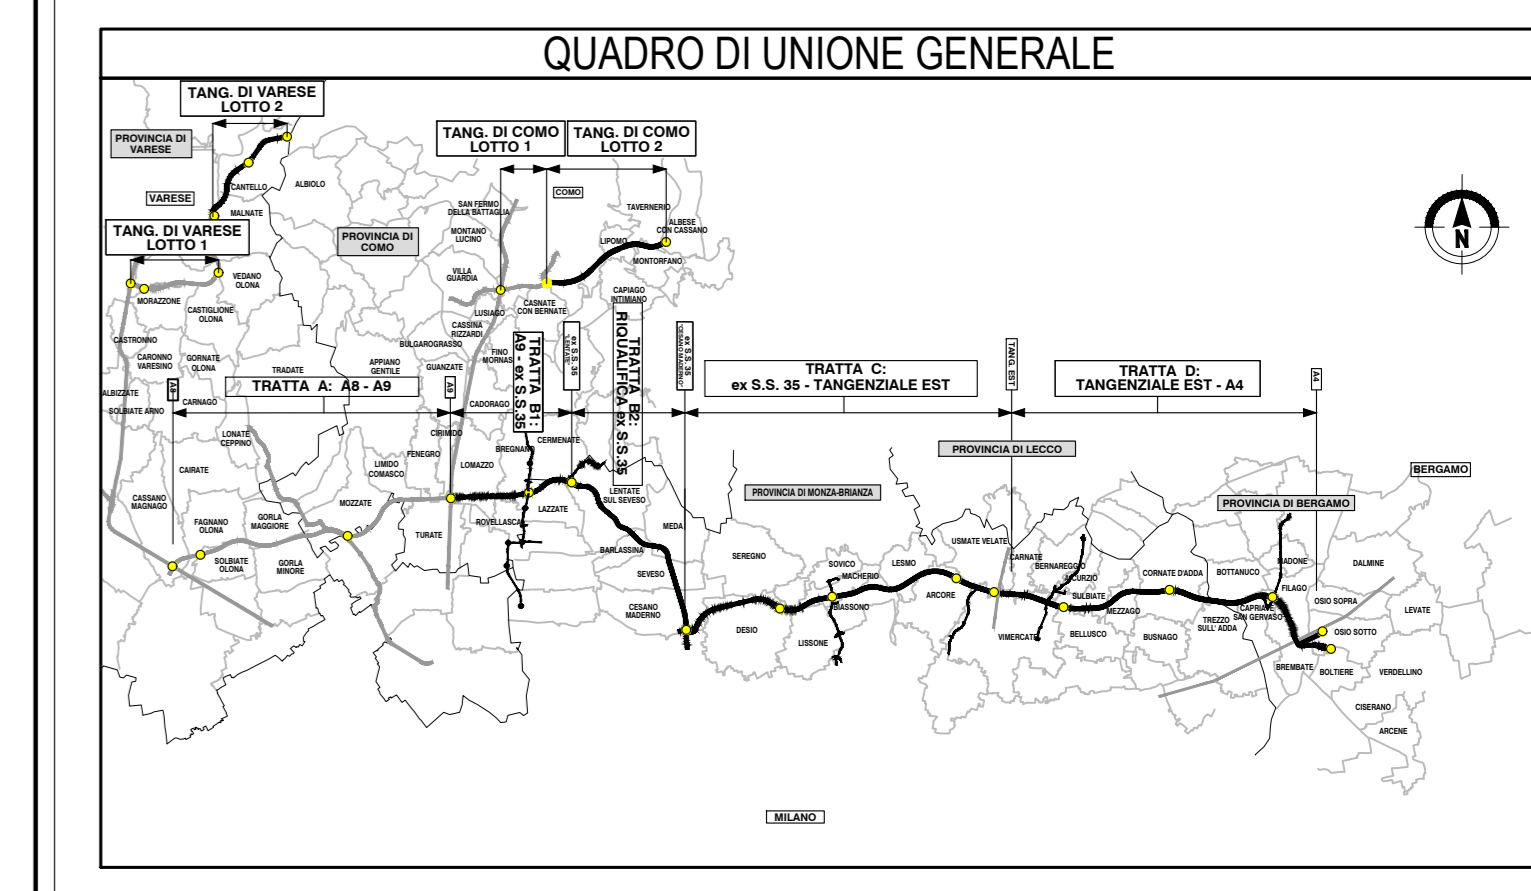 QUADRO DI UNIONE GENERALE
TANG. DI VARESE
LOTTO 2
PROVINCIA DI
VARESE
TANG. DI COMO
LOTTO 1
TANG. DI COMO
LOTTO 2
CANTELLO
ALBIOLO
VARESE
MALNATE
COMO
SAN FERMO
DELLA BATTAGLIA
TAVERNERIO
ALBESE
CON CASSANO
TANG. DI VARESE
LOTTO 1
PROVINCIA DI
COMO
MONTANO
LUCINO
LIPOMO
MONTORFANO
N
VEDANO
OLONA
VILLA
GUARDIA
MORAZZONE
CASTIGLIONE
OLONA
LUSIAGO
CASNATE
CON BERNATE
CAPIAGO
INTIMIANO
CASSINA
RIZZARDI
CASTRONNO
BULGAROGRASSO
FINO
MORNAS
CARONNO
VARESINO
GORNATE
OLONA
TRADATE
APPIANO
GENTILE
GUANZATE
ALBIZZATE
SOLBIATE ARNO
CARNAGO
A8
TRATTA A: A8 - A9
A9
CADORAGO
TRATTA B1:
A9 - ex S.S.35
ex S.S. 35
"LENTATE"
TRATTA B2:
RIQUALIFICA ex S.S.35
ex S.S. 35
"CESANO MADERNO"
TRATTA C:
ex S.S. 35 - TANGENZIALE EST
TANG. EST
TRATTA D:
TANGENZIALE EST - A4
A4
LONATE
CEPPINO
CIRIMIDO
FENEGRO
BREGNANO
CERMENATE
PROVINCIA DI LECCO
CAIRATE
LIMIDO
COMASCO
LOMAZZO
BERGAMO
CASSANO
MAGNAGO
MOZZATE
LAZZATE
LENTATE
SUL SEVESO
PROVINCIA DI MONZA-BRIANZA
PROVINCIA DI BERGAMO
FAGNANO
OLONA
GORLA
MAGGIORE
TURATE
ROVELLASCA
MEDA
USMATE VELATE
SOLBIATE
OLONA
GORLA
MINORE
BARLASSINA
SEREGNO
SOVICO
MACHERIO
LESMO
CARNATE
BERNAREGGIO
AICURZIO
CORNATE D'ADDA
BOTTANUCO
MADONE
DALMINE
SEVESO
ARCORE
SULBIATE
FILAGO
OSIO SOPRA
CESANO
MADERNO
BIASSONO
MEZZAGO
CAPRIATE
SAN GERVASO
LEVATE
DESIO
LISSONE
VIMERCATE
BELLUSCO
BUSNAGO
TREZZO
SULL' ADDA
OSIO SOTTO
BREMBATE
BOLTIERE
VERDELLINO
CISERANO
ARCENE
MILANO